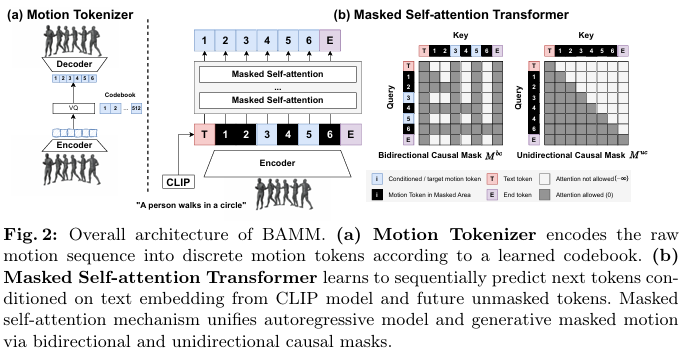 (a) Motion Tokenizer
(b) Masked Self-attention Transformer
Decoder
1 2 3 4 5 6
Codebook
VQ
1 2 ... 512
Encoder
1 2 3 4 5 6 E
Masked Self-attention
...
Masked Self-attention
T 1 2 3 4 5 6 E
Encoder
CLIP
"A person walks in a circle"
Key
T 1 2 3 4 5 6 E
Query
T
1
2
3
4
5
6
E
Bidirectional Causal Mask M^bc
Key
T 1 2 3 4 5 6 E
Query
T
1
2
3
4
5
6
E
Unidirectional Causal Mask M^uc
i Conditioned / target motion token
T Text token
Attention not allowed(−∞)
i Motion Token in Masked Area
E End token
Attention allowed (0)
Fig. 2: Overall architecture of BAMM. (a) Motion Tokenizer encodes the raw
motion sequence into discrete motion tokens according to a learned codebook. (b)
Masked Self-attention Transformer learns to sequentially predict next tokens con-
ditioned on text embedding from CLIP model and future unmasked tokens. Masked
self-attention mechanism unifies autoregressive model and generative masked motion
via bidirectional and unidirectional causal masks.